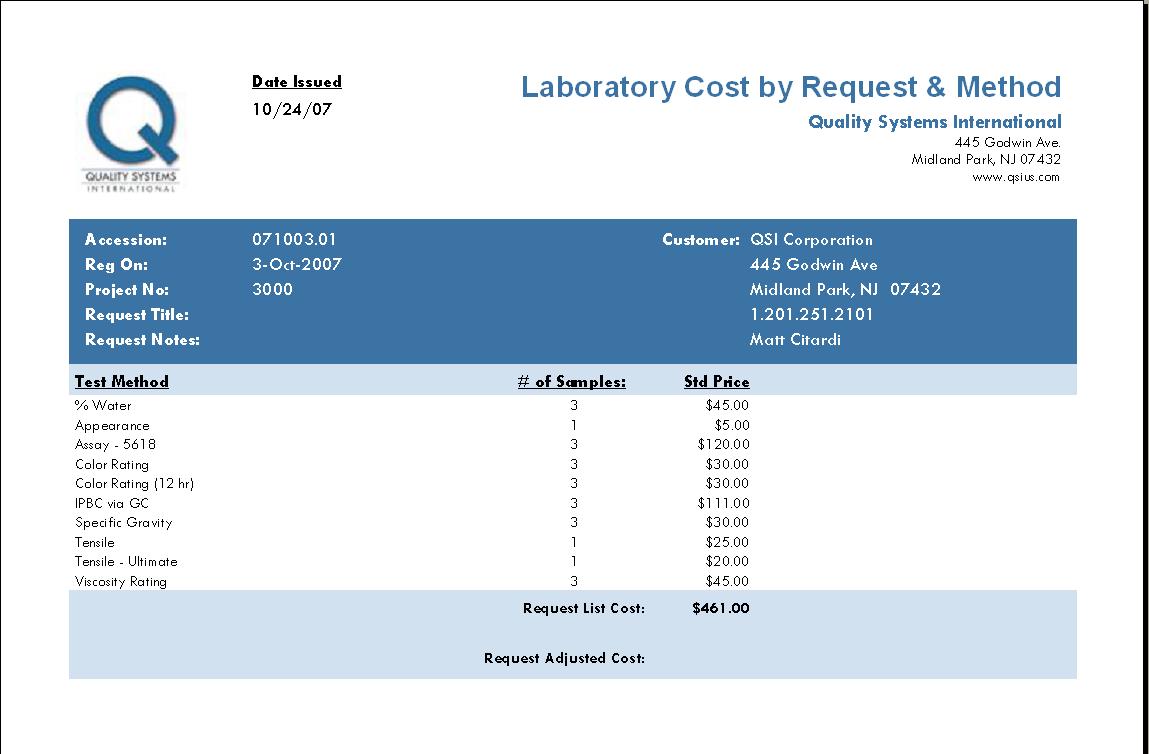 QUALITY SYSTEMS
INTERNATIONAL
Date Issued
10/24/07
Laboratory Cost by Request & Method
Quality Systems International
445 Godwin Ave.
Midland Park, NJ 07432
www.qsius.com
Accession: 071003.01 Customer: QSI Corporation
Reg On: 3-Oct-2007 445 Godwin Ave
Project No: 3000 Midland Park, NJ 07432
Request Title: 1.201.251.2101
Request Notes: Matt Citardi
Test Method # of Samples: Std Price
% Water 3 $45.00
Appearance 1 $5.00
Assay - 5618 3 $120.00
Color Rating 3 $30.00
Color Rating (12 hr) 3 $30.00
IPBC via GC 3 $111.00
Specific Gravity 3 $30.00
Tensile 1 $25.00
Tensile - Ultimate 1 $20.00
Viscosity Rating 3 $45.00
Request List Cost: $461.00
Request Adjusted Cost: